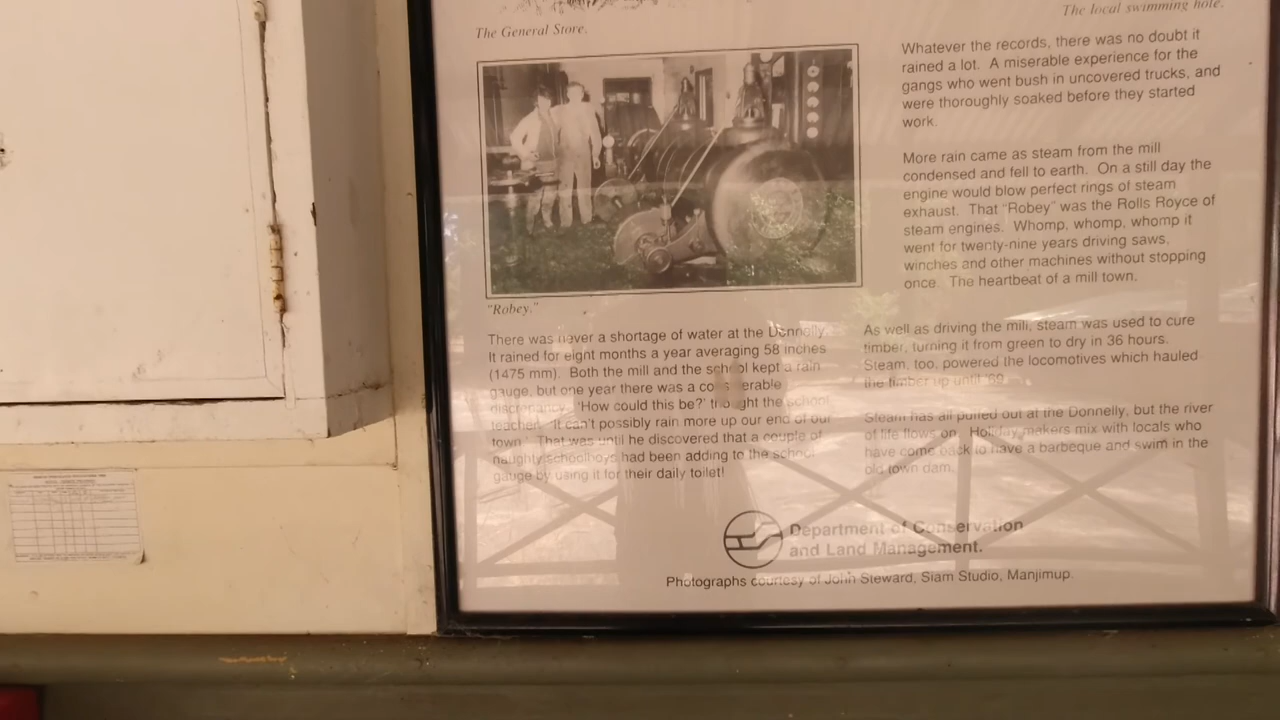 The General Store.
The local swimming hole.
"Robey."
There was never a shortage of water at the Donnelly.
It rained for eight months a year averaging 58 inches
(1475 mm). Both the mill and the school kept a rain
gauge, but one year there was a considerable
discrepancy. 'How could this be?' thought the school
teacher. 'It can't possibly rain more up our end of our
town.' That was until he discovered that a couple of
naughty schoolboys had been adding to the school
gauge by using it for their daily toilet!
Whatever the records, there was no doubt it
rained a lot. A miserable experience for the
gangs who went bush in uncovered trucks, and
were thoroughly soaked before they started
work.
More rain came as steam from the mill
condensed and fell to earth. On a still day the
engine would blow perfect rings of steam
exhaust. That "Robey" was the Rolls Royce of
steam engines. Whomp, whomp, whomp it
went for twenty-nine years driving saws,
winches and other machines without stopping
once. The heartbeat of a mill town.
As well as driving the mill, steam was used to cure
timber, turning it from green to dry in 36 hours.
Steam, too, powered the locomotives which hauled
the timber up until '69.
Steam has all puffed out at the Donnelly, but the river
of life flows on. Holiday makers mix with locals who
have come back to have a barbeque and swim in the
old town dam.
Department of Conservation
and Land Management.
Photographs courtesy of John Steward, Siam Studio, Manjimup.